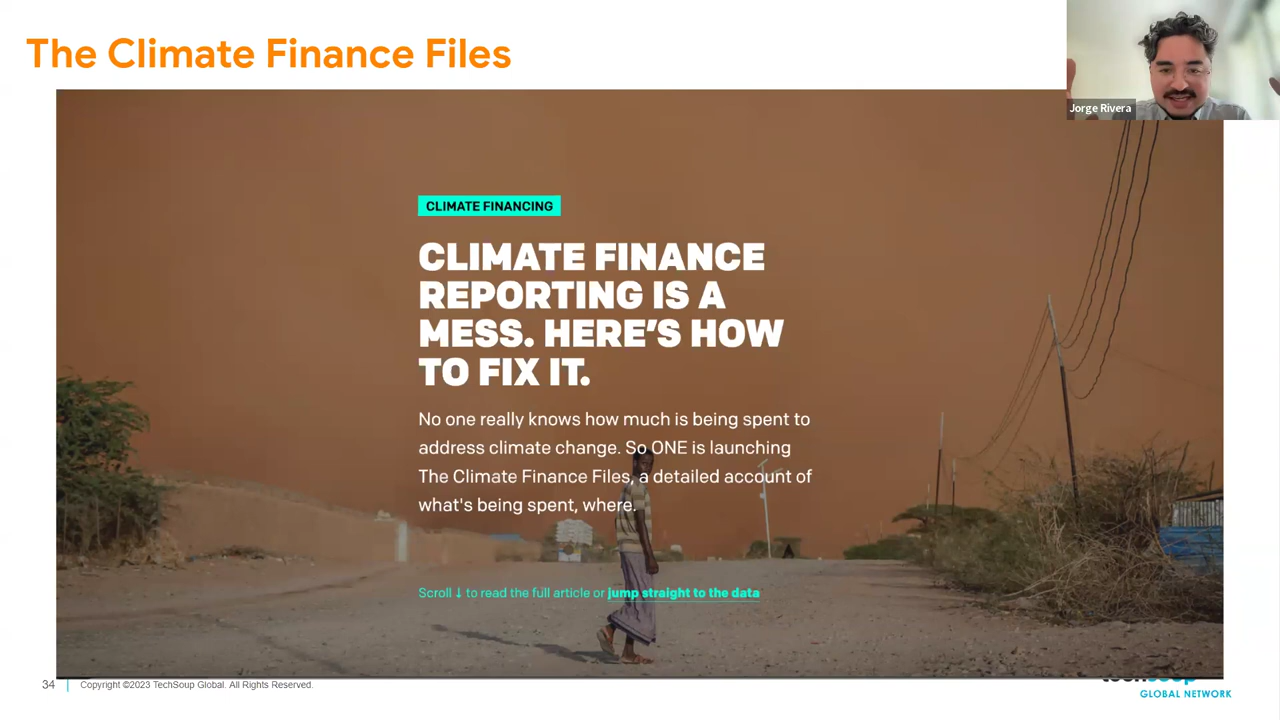 The Climate Finance Files
Jorge Rivera
CLIMATE FINANCING
CLIMATE FINANCE
REPORTING IS A
MESS. HERE'S HOW
TO FIX IT.
No one really knows how much is being spent to
address climate change. So ONE is launching
The Climate Finance Files, a detailed account of
what's being spent, where.
Scroll ↓ to read the full article or jump straight to the data
34
Copyright ©2023 TechSoup Global. All Rights Reserved.
GLOBAL NETWORK